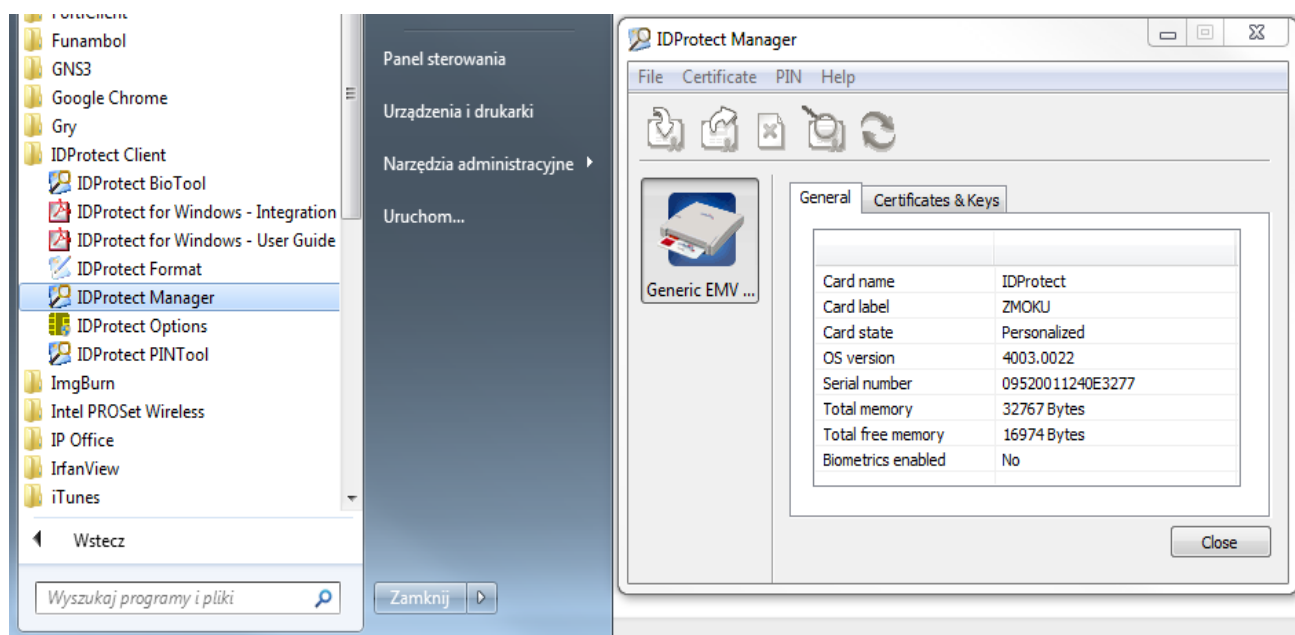 FortiClient
Funambol
GNS3
Google Chrome
Gry
IDProtect Client
IDProtect BioTool
IDProtect for Windows - Integration
IDProtect for Windows - User Guide
IDProtect Format
IDProtect Manager
IDProtect Options
IDProtect PINTool
ImgBurn
Intel PROSet Wireless
IP Office
IrfanView
iTunes
Wstecz
Wyszukaj programy i pliki
Panel sterowania
Urządzenia i drukarki
Narzędzia administracyjne
Uruchom...
Zamknij
IDProtect Manager
File Certificate PIN Help
Generic EMV ...
General Certificates & Keys
Card name IDProtect
Card label ZMOKU
Card state Personalized
OS version 4003.0022
Serial number 09520011240E3277
Total memory 32767 Bytes
Total free memory 16974 Bytes
Biometrics enabled No
Close